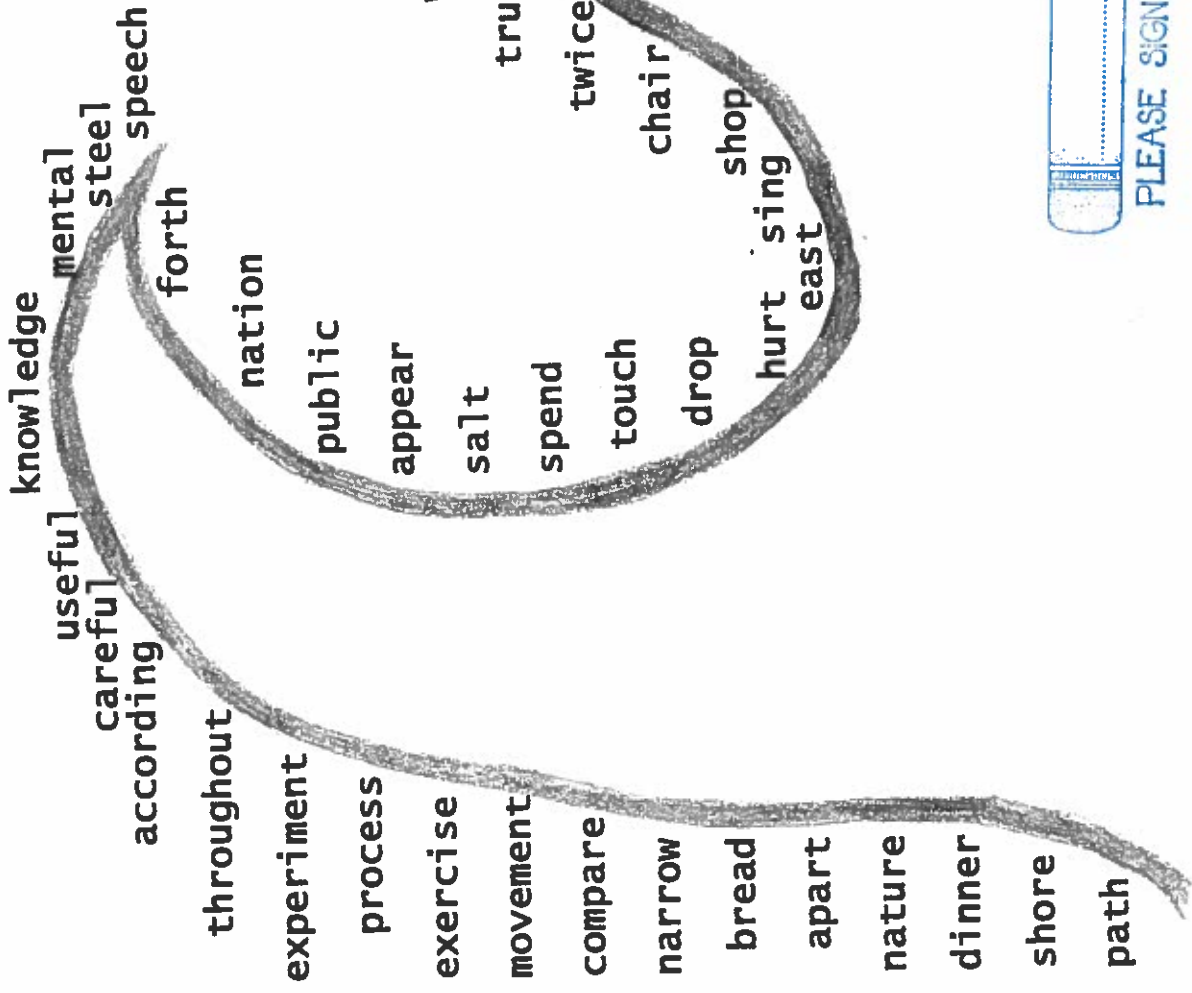 knowledge
mental
steel
speech
useful
careful
according
forth
throughout
nation
experiment
public
process
appear
exercise
salt
movement
spend
compare
touch
narrow
drop
bread
hurt
sing
east
shop
chair
twice
tru
apart
nature
dinner
shore
path
PLEASE SIGN